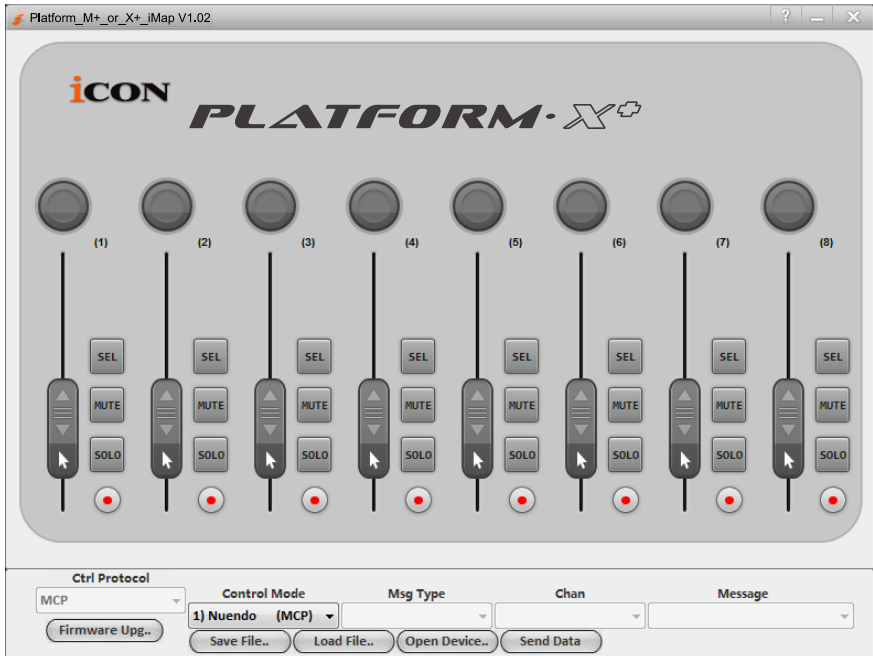 Platform_M+_or_X+_iMap V1.02
?
iCON
PLATFORM·X+
(1) (2) (3) (4) (5) (6) (7) (8)
SEL SEL SEL SEL SEL SEL SEL SEL
MUTE MUTE MUTE MUTE MUTE MUTE MUTE MUTE
SOLO SOLO SOLO SOLO SOLO SOLO SOLO SOLO
Ctrl Protocol
MCP
Firmware Upg..
Control Mode Msg Type Chan Message
1) Nuendo (MCP)
Save File.. Load File.. Open Device.. Send Data